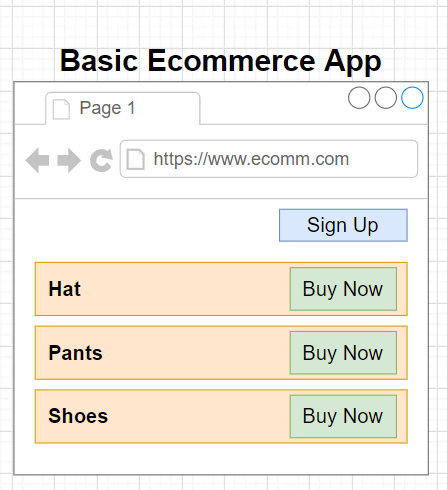 Basic Ecommerce App
Page 1
https://www.ecomm.com
Sign Up
Hat Buy Now
Pants Buy Now
Shoes Buy Now